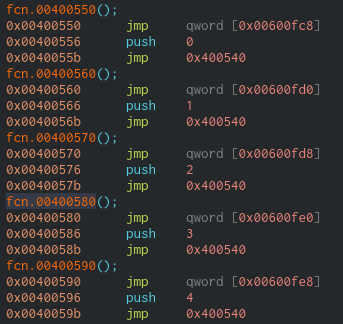 fcn.00400550();
0x00400550 jmp qword [0x00600fc8]
0x00400556 push 0
0x0040055b jmp 0x400540
fcn.00400560();
0x00400560 jmp qword [0x00600fd0]
0x00400566 push 1
0x0040056b jmp 0x400540
fcn.00400570();
0x00400570 jmp qword [0x00600fd8]
0x00400576 push 2
0x0040057b jmp 0x400540
fcn.00400580();
0x00400580 jmp qword [0x00600fe0]
0x00400586 push 3
0x0040058b jmp 0x400540
fcn.00400590();
0x00400590 jmp qword [0x00600fe8]
0x00400596 push 4
0x0040059b jmp 0x400540